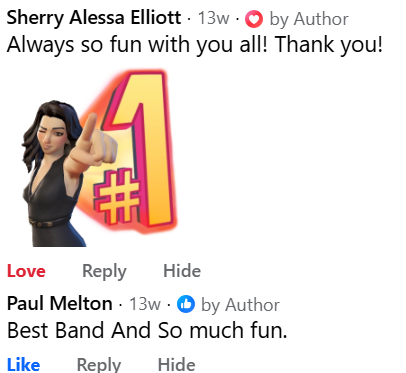 Sherry Alessa Elliott · 13w · by Author
Always so fun with you all! Thank you!
#1
Love Reply Hide
Paul Melton · 13w · by Author
Best Band And So much fun.
Like Reply Hide